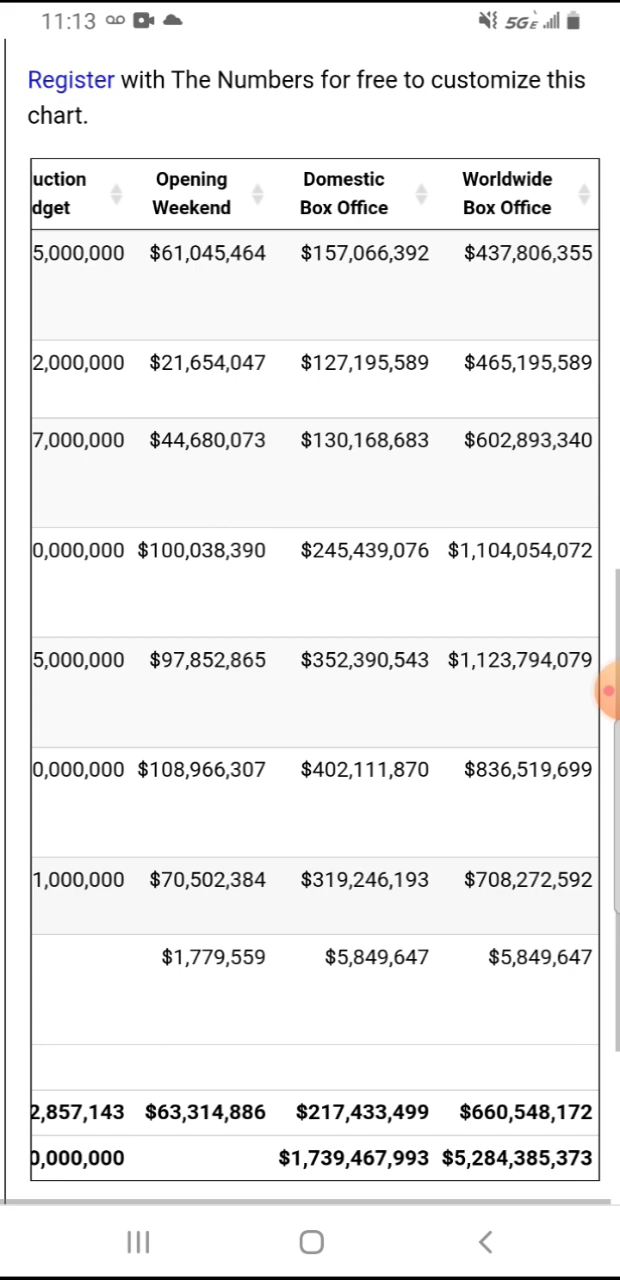 11:13
5GE
Register with The Numbers for free to customize this
chart.
uction Opening Domestic Worldwide
dget Weekend Box Office Box Office
5,000,000 $61,045,464 $157,066,392 $437,806,355
2,000,000 $21,654,047 $127,195,589 $465,195,589
7,000,000 $44,680,073 $130,168,683 $602,893,340
0,000,000 $100,038,390 $245,439,076 $1,104,054,072
5,000,000 $97,852,865 $352,390,543 $1,123,794,079
0,000,000 $108,966,307 $402,111,870 $836,519,699
1,000,000 $70,502,384 $319,246,193 $708,272,592
$1,779,559 $5,849,647 $5,849,647
2,857,143 $63,314,886 $217,433,499 $660,548,172
0,000,000 $1,739,467,993 $5,284,385,373